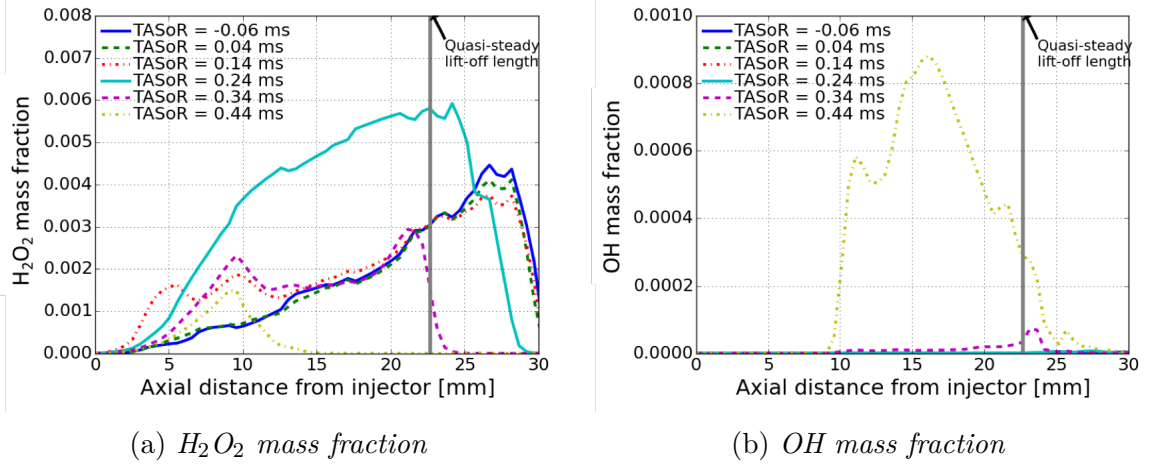 0.008
0.007
0.006
0.005
0.004
0.003
0.002
0.001
0.000
H₂O₂ mass fraction
TASoR = -0.06 ms
TASoR = 0.04 ms
TASoR = 0.14 ms
TASoR = 0.24 ms
TASoR = 0.34 ms
TASoR = 0.44 ms
Quasi-steady
lift-off length
0 5 10 15 20 25 30
Axial distance from injector [mm]
(a) H₂O₂ mass fraction
0.0010
0.0008
0.0006
0.0004
0.0002
0.0000
OH mass fraction
TASoR = -0.06 ms
TASoR = 0.04 ms
TASoR = 0.14 ms
TASoR = 0.24 ms
TASoR = 0.34 ms
TASoR = 0.44 ms
Quasi-steady
lift-off length
0 5 10 15 20 25 30
Axial distance from injector [mm]
(b) OH mass fraction